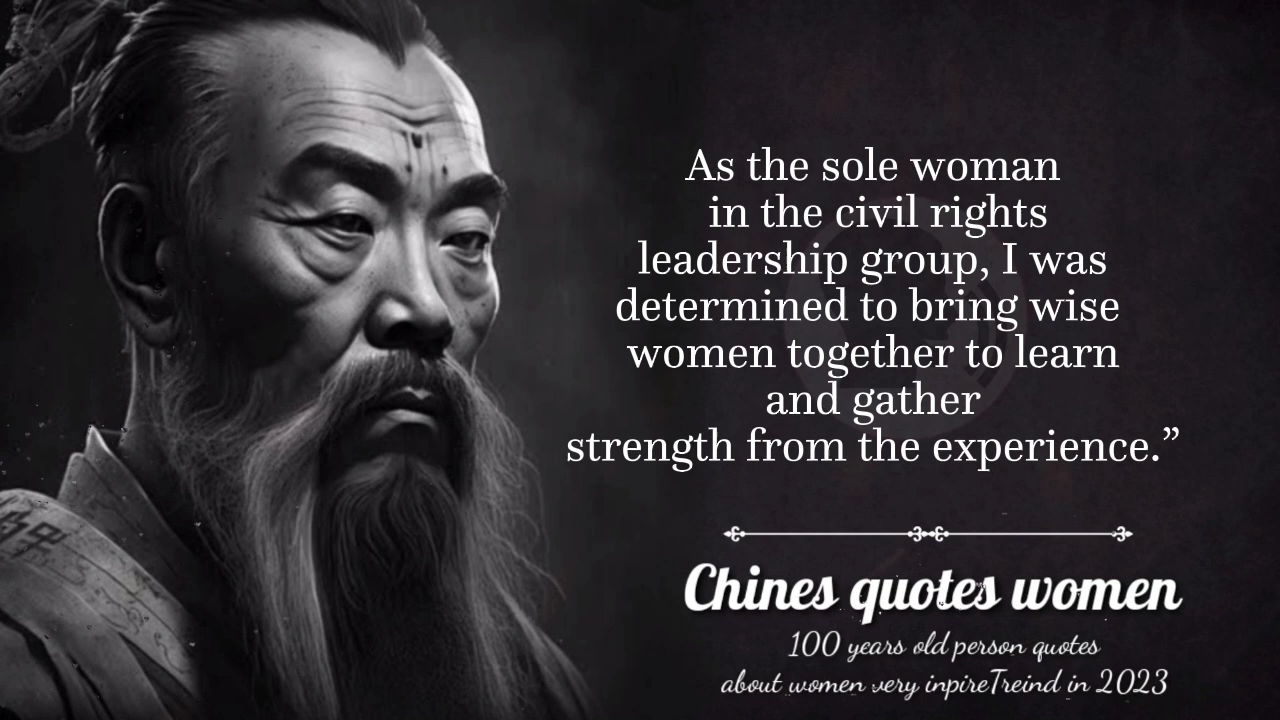 As the sole woman
in the civil rights
leadership group, I was
determined to bring wise
women together to learn
and gather
strength from the experience.”
Chines quotes women
100 years old person quotes
about women very inpireTreind in 2023